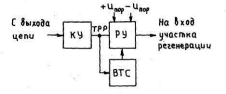 +Uпор -Uпор
С выхода
цепи
КУ
ТРР
РУ
На вход
участка
регенерации
ВТС